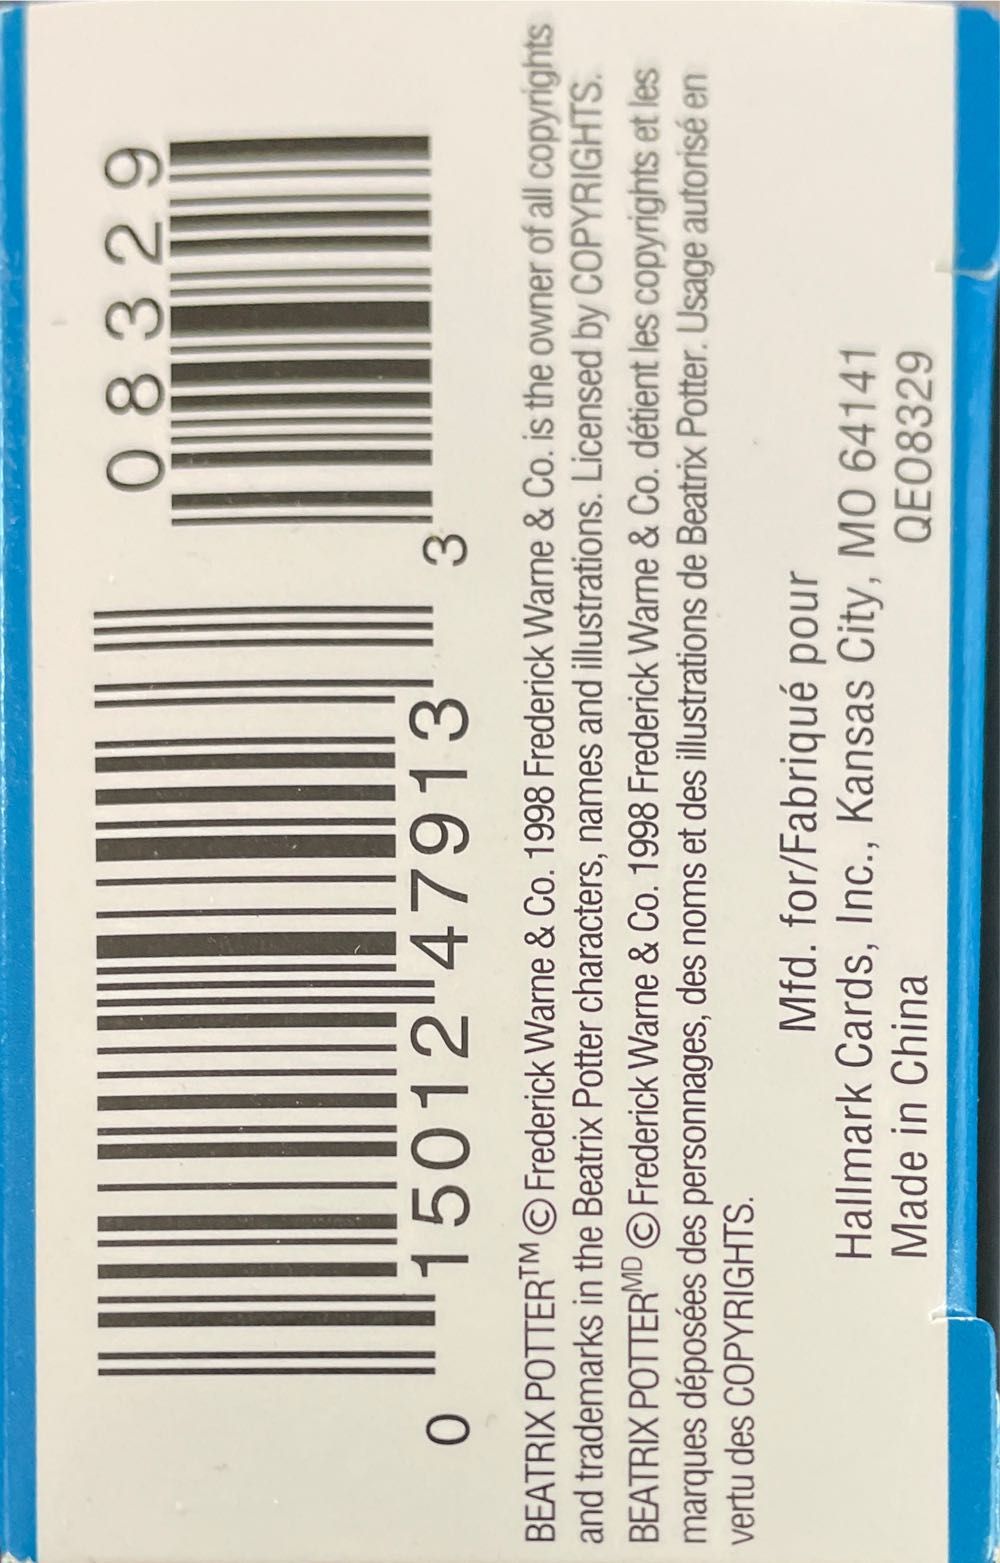 08329
0 15012 47913 3
BEATRIX POTTER™ © Frederick Warne & Co. 1998 Frederick Warne & Co. is the owner of all copyrights
and trademarks in the Beatrix Potter characters, names and illustrations. Licensed by COPYRIGHTS.
BEATRIX POTTERᴹᴰ © Frederick Warne & Co. 1998 Frederick Warne & Co. détient les copyrights et les
marques déposées des personnages, des noms et des illustrations de Beatrix Potter. Usage autorisé en
vertu des COPYRIGHTS.
Mfd. for/Fabriqué pour
Hallmark Cards, Inc., Kansas City, MO 64141
Made in China QEO8329